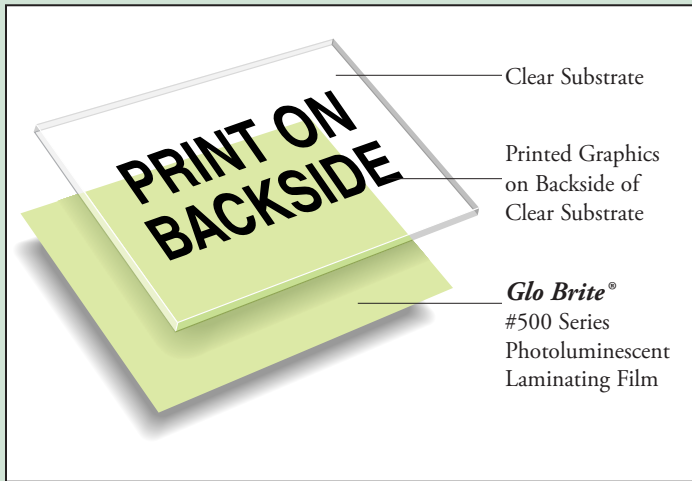 PRINT ON
BACKSIDE
Clear Substrate
Printed Graphics
on Backside of
Clear Substrate
Glo Brite®
#500 Series
Photoluminescent
Laminating Film